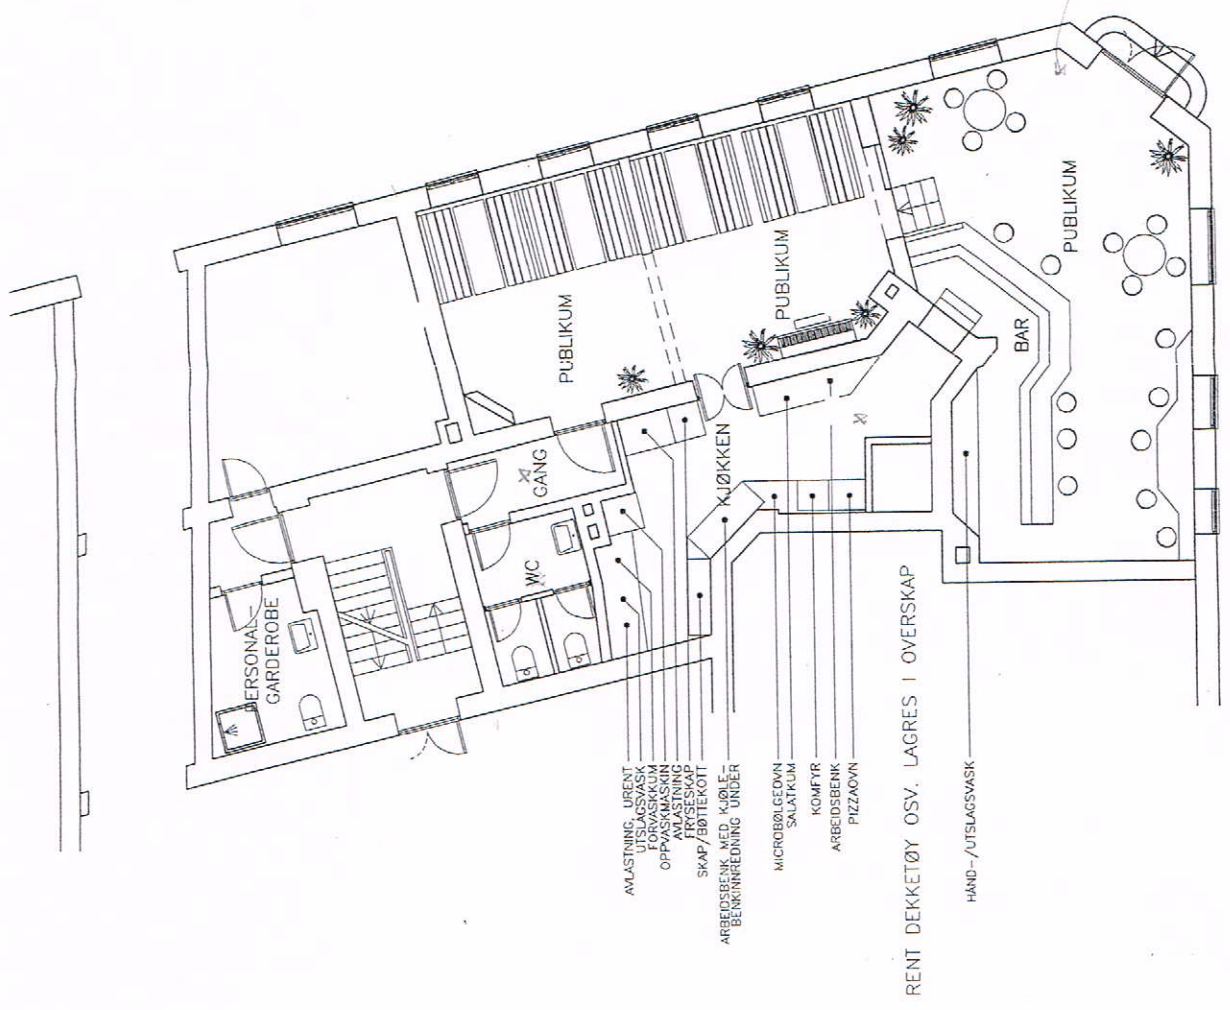 PERSONAL-
GARDEROBE
WC
GANG
KJØKKEN
PUBLIKUM
PUBLIKUM
PUBLIKUM
BAR
AVLASTNING, URENT
UTSLAGSVASK
FORVASKKUM
OPPVASKMASKIN
AVLASTNING
FRYSESKAP
SKAP/BØTTEKOTT
ARBEIDSBENK MED KJØLE-
BENKINNREDNING UNDER
MICROBØLGEOVN
SALATKUM
KOMFYR
ARBEIDSBENK
PIZZAOVN
RENT DEKKETØY OSV. LAGRES I OVERSKAP
HÅND-/UTSLAGSVASK